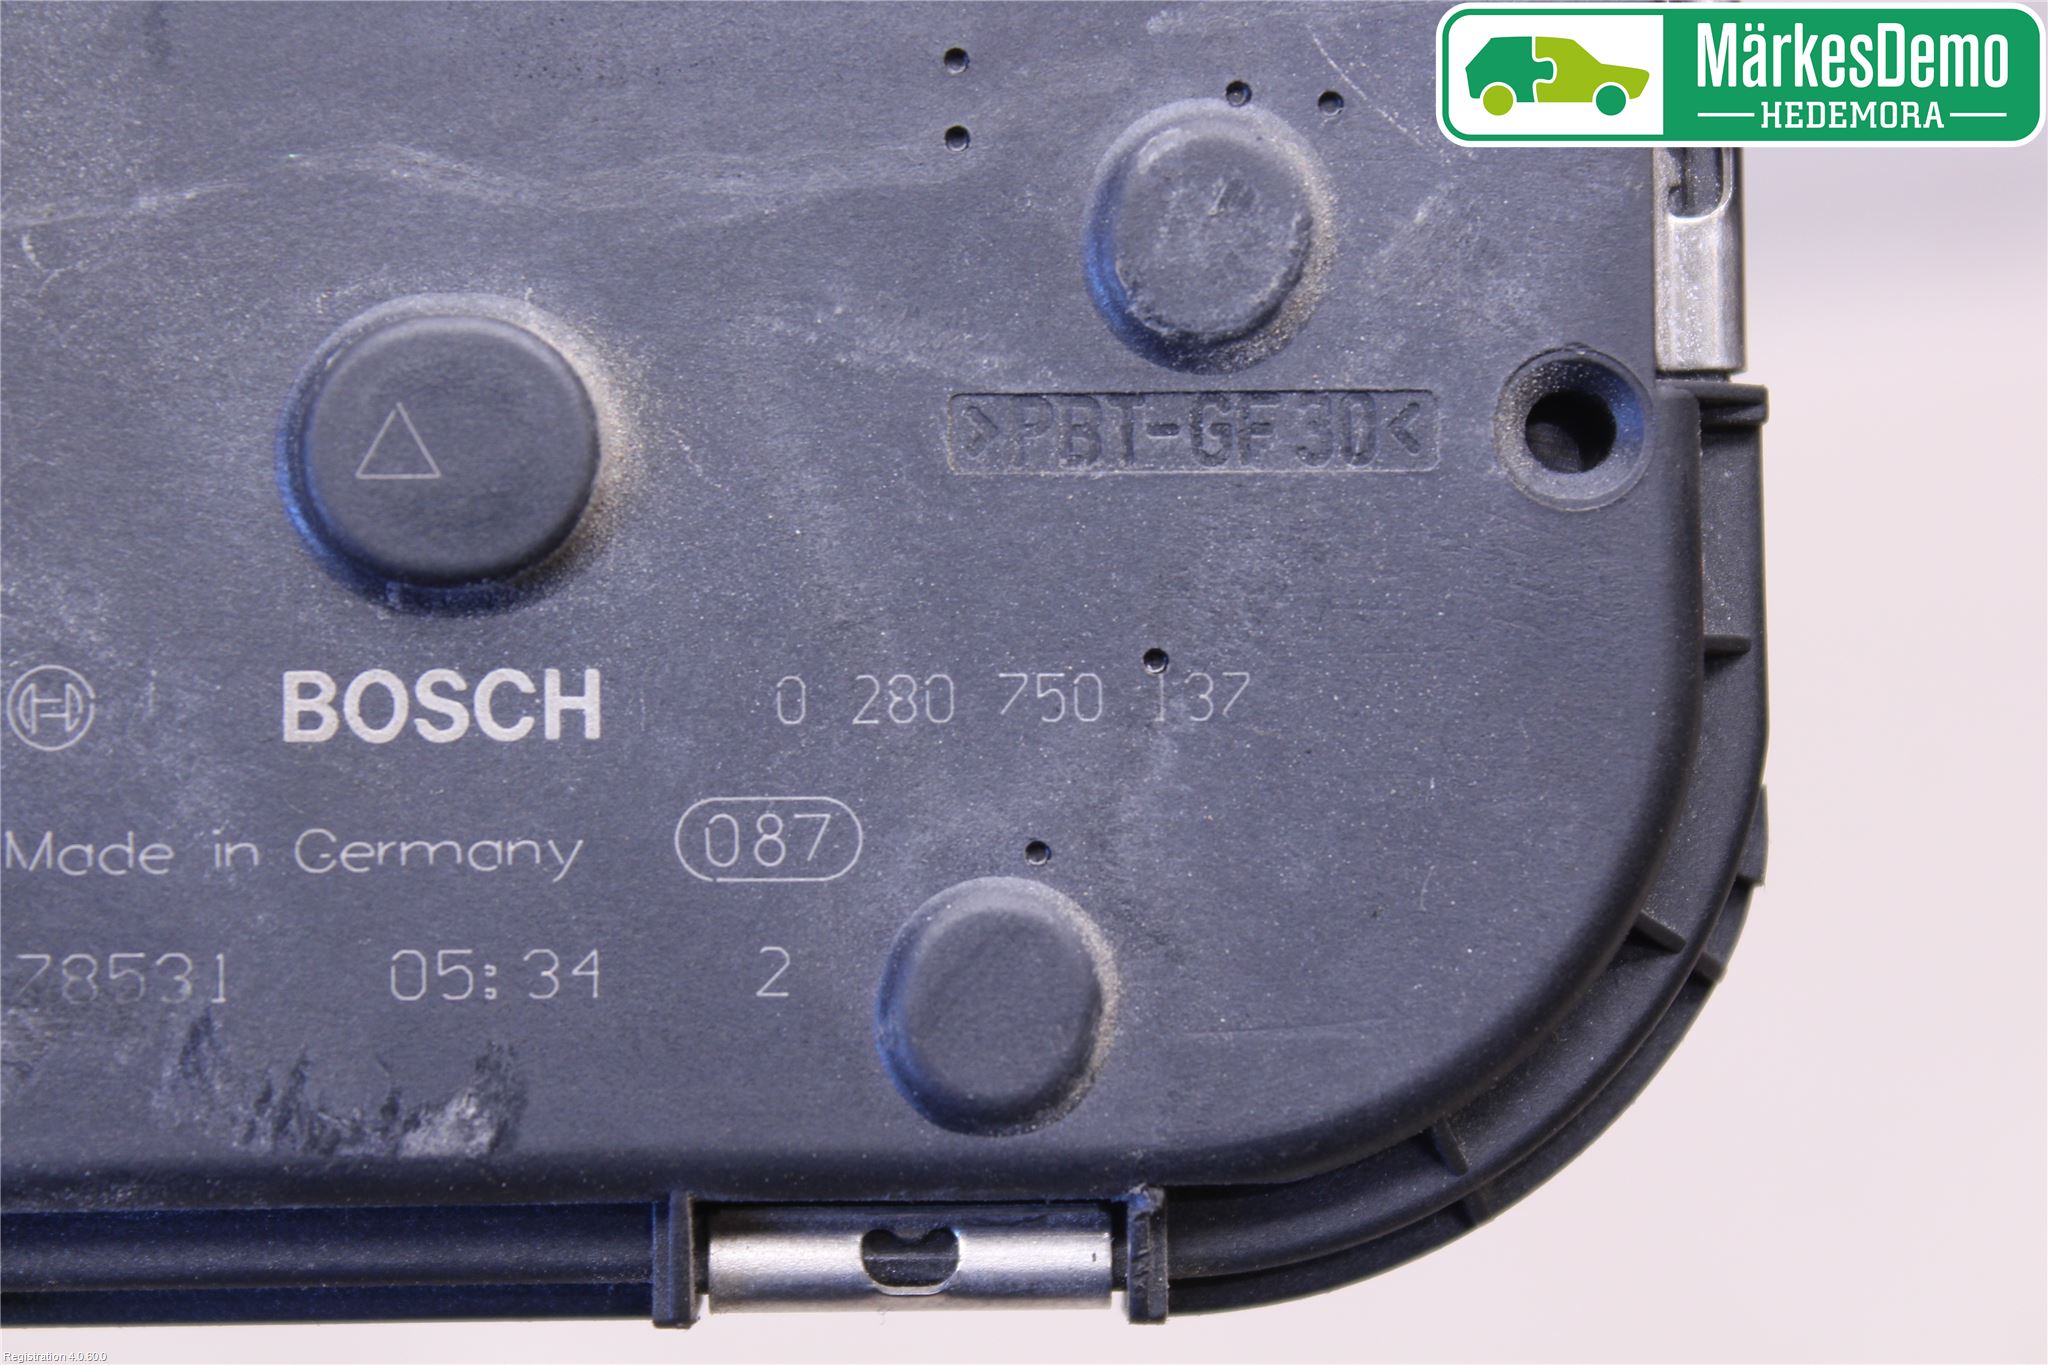 MärkesDemo
HEDEMORA
>PBT-GF30<
BOSCH 0 280 750 137
Made in Germany 087
78531 05:34 2
Registration 4.0.60.0